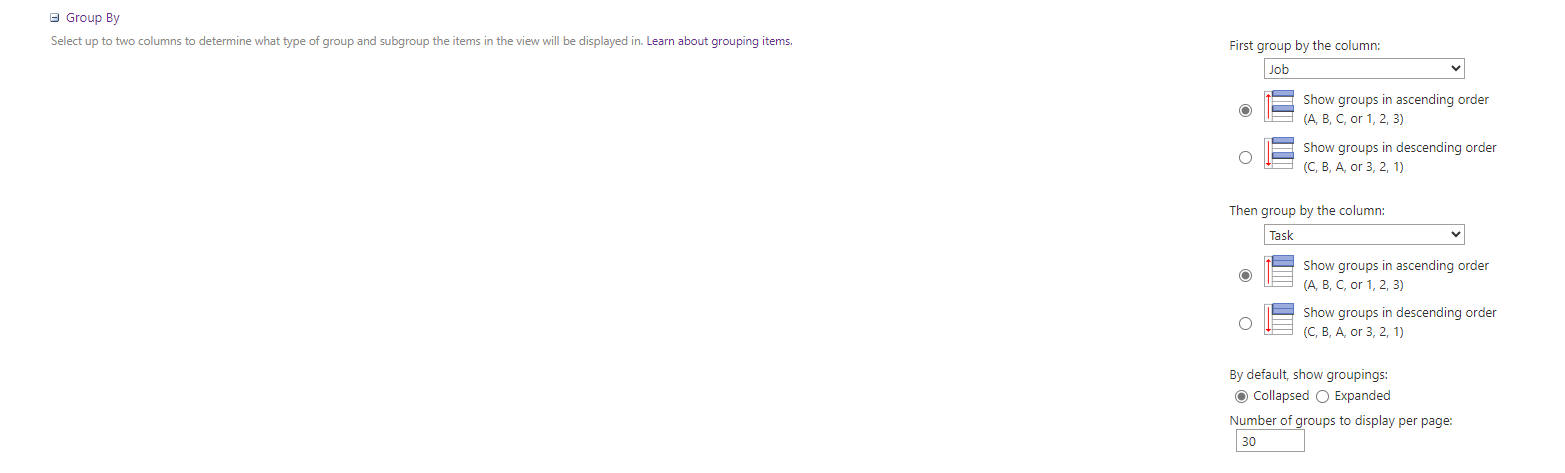 Group By
Select up to two columns to determine what type of group and subgroup the items in the view will be displayed in. Learn about grouping items.
First group by the column:
Job
Show groups in ascending order
(A, B, C, or 1, 2, 3)
Show groups in descending order
(C, B, A, or 3, 2, 1)
Then group by the column:
Task
Show groups in ascending order
(A, B, C, or 1, 2, 3)
Show groups in descending order
(C, B, A, or 3, 2, 1)
By default, show groupings:
Collapsed Expanded
Number of groups to display per page:
30